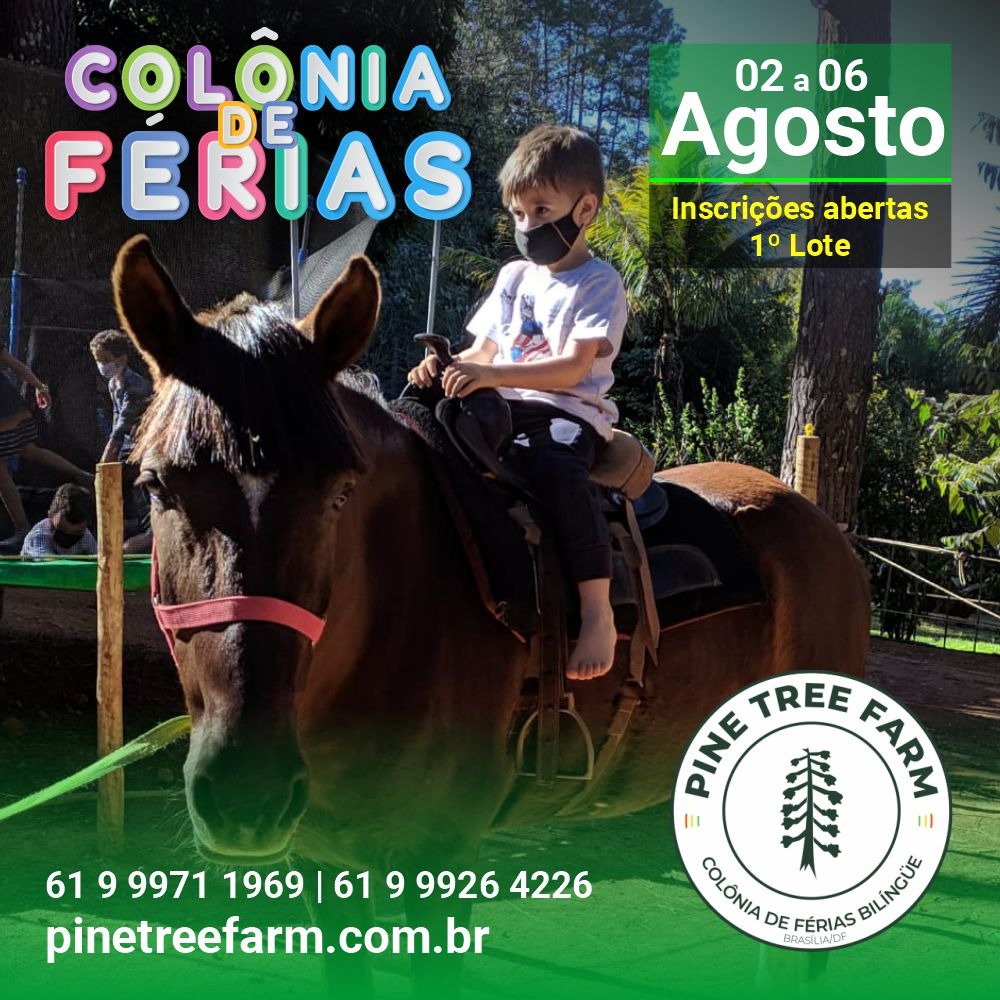 COLÔNIA
DE
FÉRIAS
02 a 06
Agosto
Inscrições abertas
1º Lote
PINE TREE FARM
COLÔNIA DE FÉRIAS BILÍNGÜE
BRASÍLIA/DF
61 9 9971 1969 | 61 9 9926 4226
pinetreefarm.com.br